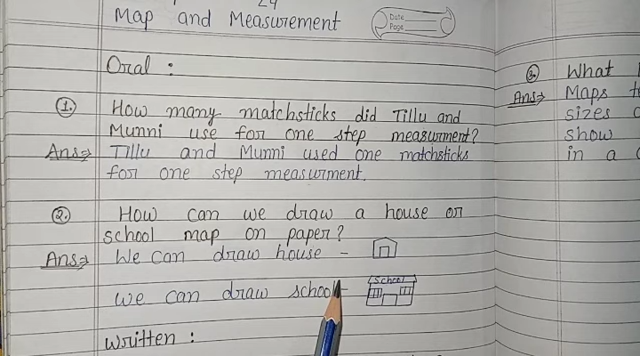 24
Map and Measurement
Date
Page
Oral :
1. How many matchsticks did Tillu and
Munni use for one step measurment?
Ans⇒ Tillu and Munni used one matchsticks
for one step measurment.
2. How can we draw a house or
school map on paper?
Ans⇒ We can draw house -
we can draw school-
School
Written :
3. What
Ans⇒ Maps
sizes
show
in a